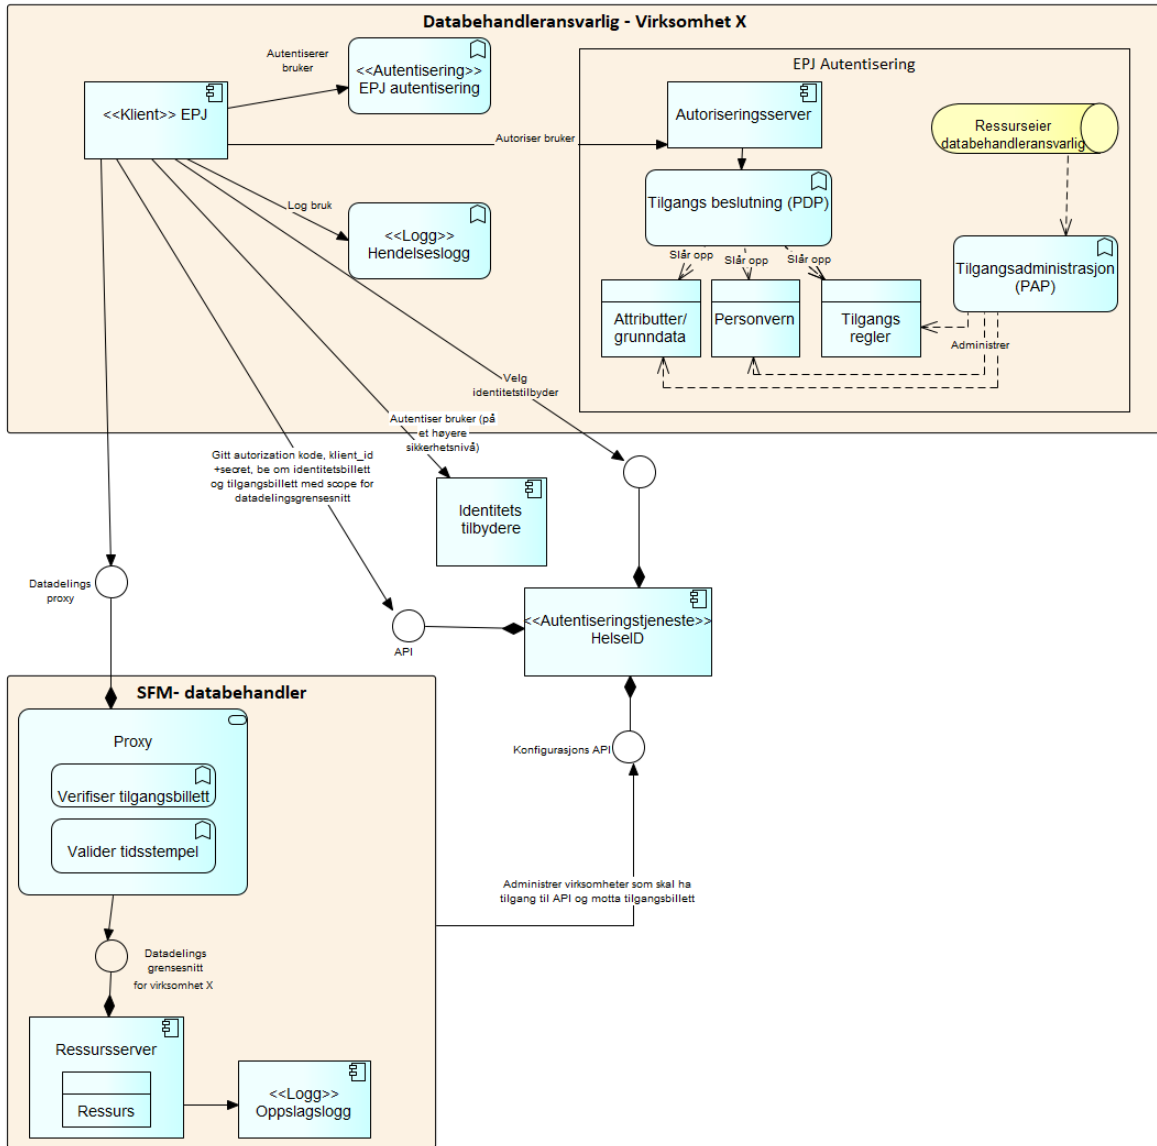 Databehandleransvarlig - Virksomhet X
Autentiserer
bruker
<<Autentisering>>
EPJ autentisering
<<Klient>> EPJ
Autoriser bruker
Log bruk
<<Logg>>
Hendelseslogg
EPJ Autentisering
Autoriseringsserver
Ressurseier
databehandleransvarlig
Tilgangs beslutning (PDP)
Slår opp
Slår opp
Slår opp
Tilgangsadministrasjon
(PAP)
Attributter/
grunndata
Personvern
Tilgangs
regler
Administrer
Velg
identitetstilbyder
Autentiser bruker (på
et høyere
sikkerhetsnivå)
Gitt autorization kode, klient_id
+secret, be om identitetsbillett
og tilgangsbillett med scope for
datadelingsgrensesnitt
Identitets
tilbydere
Datadelings
proxy
API
<<Autentiseringstjeneste>>
HelseID
Konfigurasjons API
SFM- databehandler
Proxy
Verifiser tilgangsbillett
Valider tidsstempel
Administrer virksomheter som skal ha
tilgang til API og motta tilgangsbillett
Datadelings
grensesnitt
for virksomhet X
Ressursserver
Ressurs
<<Logg>>
Oppslagslogg